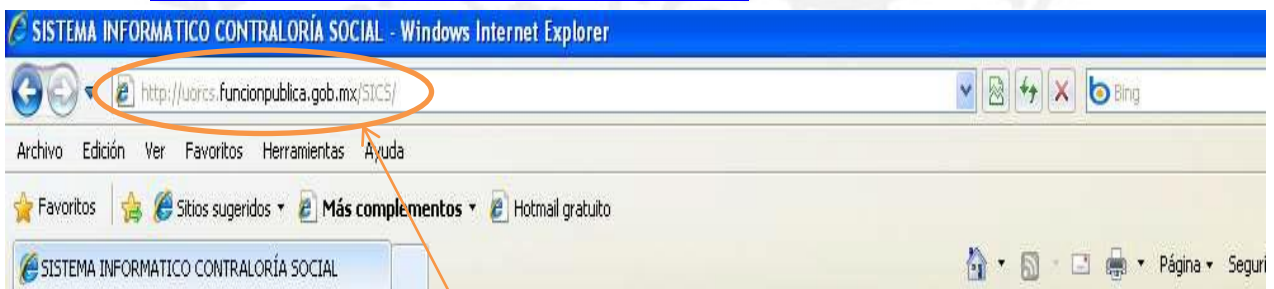 SISTEMA INFORMATICO CONTRALORÍA SOCIAL - Windows Internet Explorer
http://uorcs.funcionpublica.gob.mx/SICS/ Bing
Archivo Edición Ver Favoritos Herramientas Ayuda
Favoritos Sitios sugeridos Más complementos Hotmail gratuito
SISTEMA INFORMATICO CONTRALORÍA SOCIAL Página Seguri